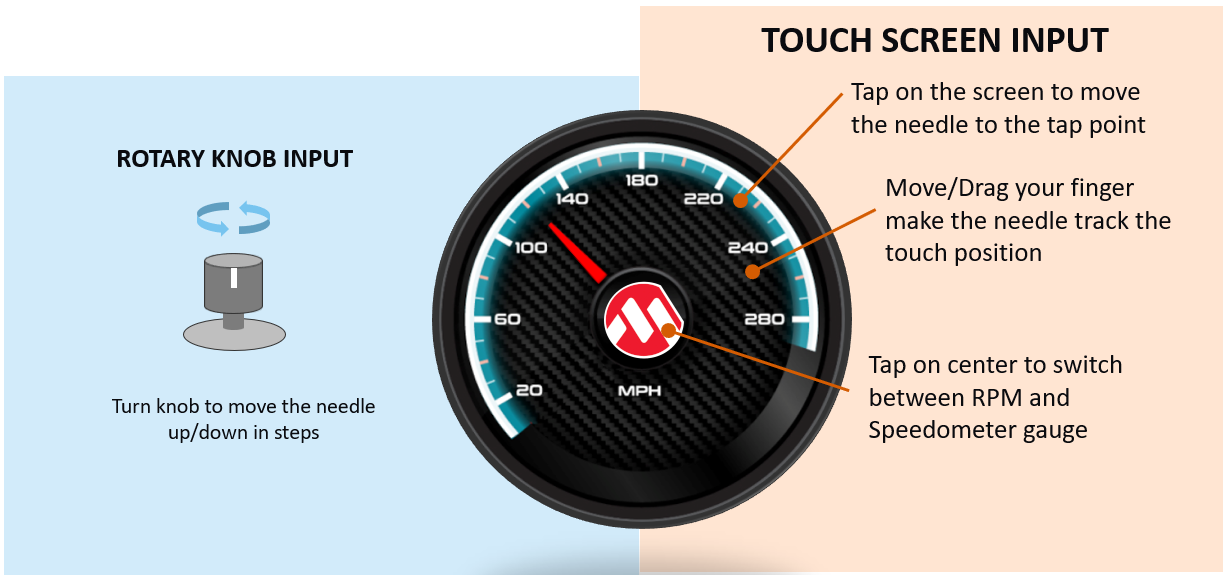 TOUCH SCREEN INPUT
Tap on the screen to move
the needle to the tap point
Move/Drag your finger
make the needle track the
touch position
Tap on center to switch
between RPM and
Speedometer gauge
ROTARY KNOB INPUT
Turn knob to move the needle
up/down in steps
20
60
100
140
180
220
240
280
MPH